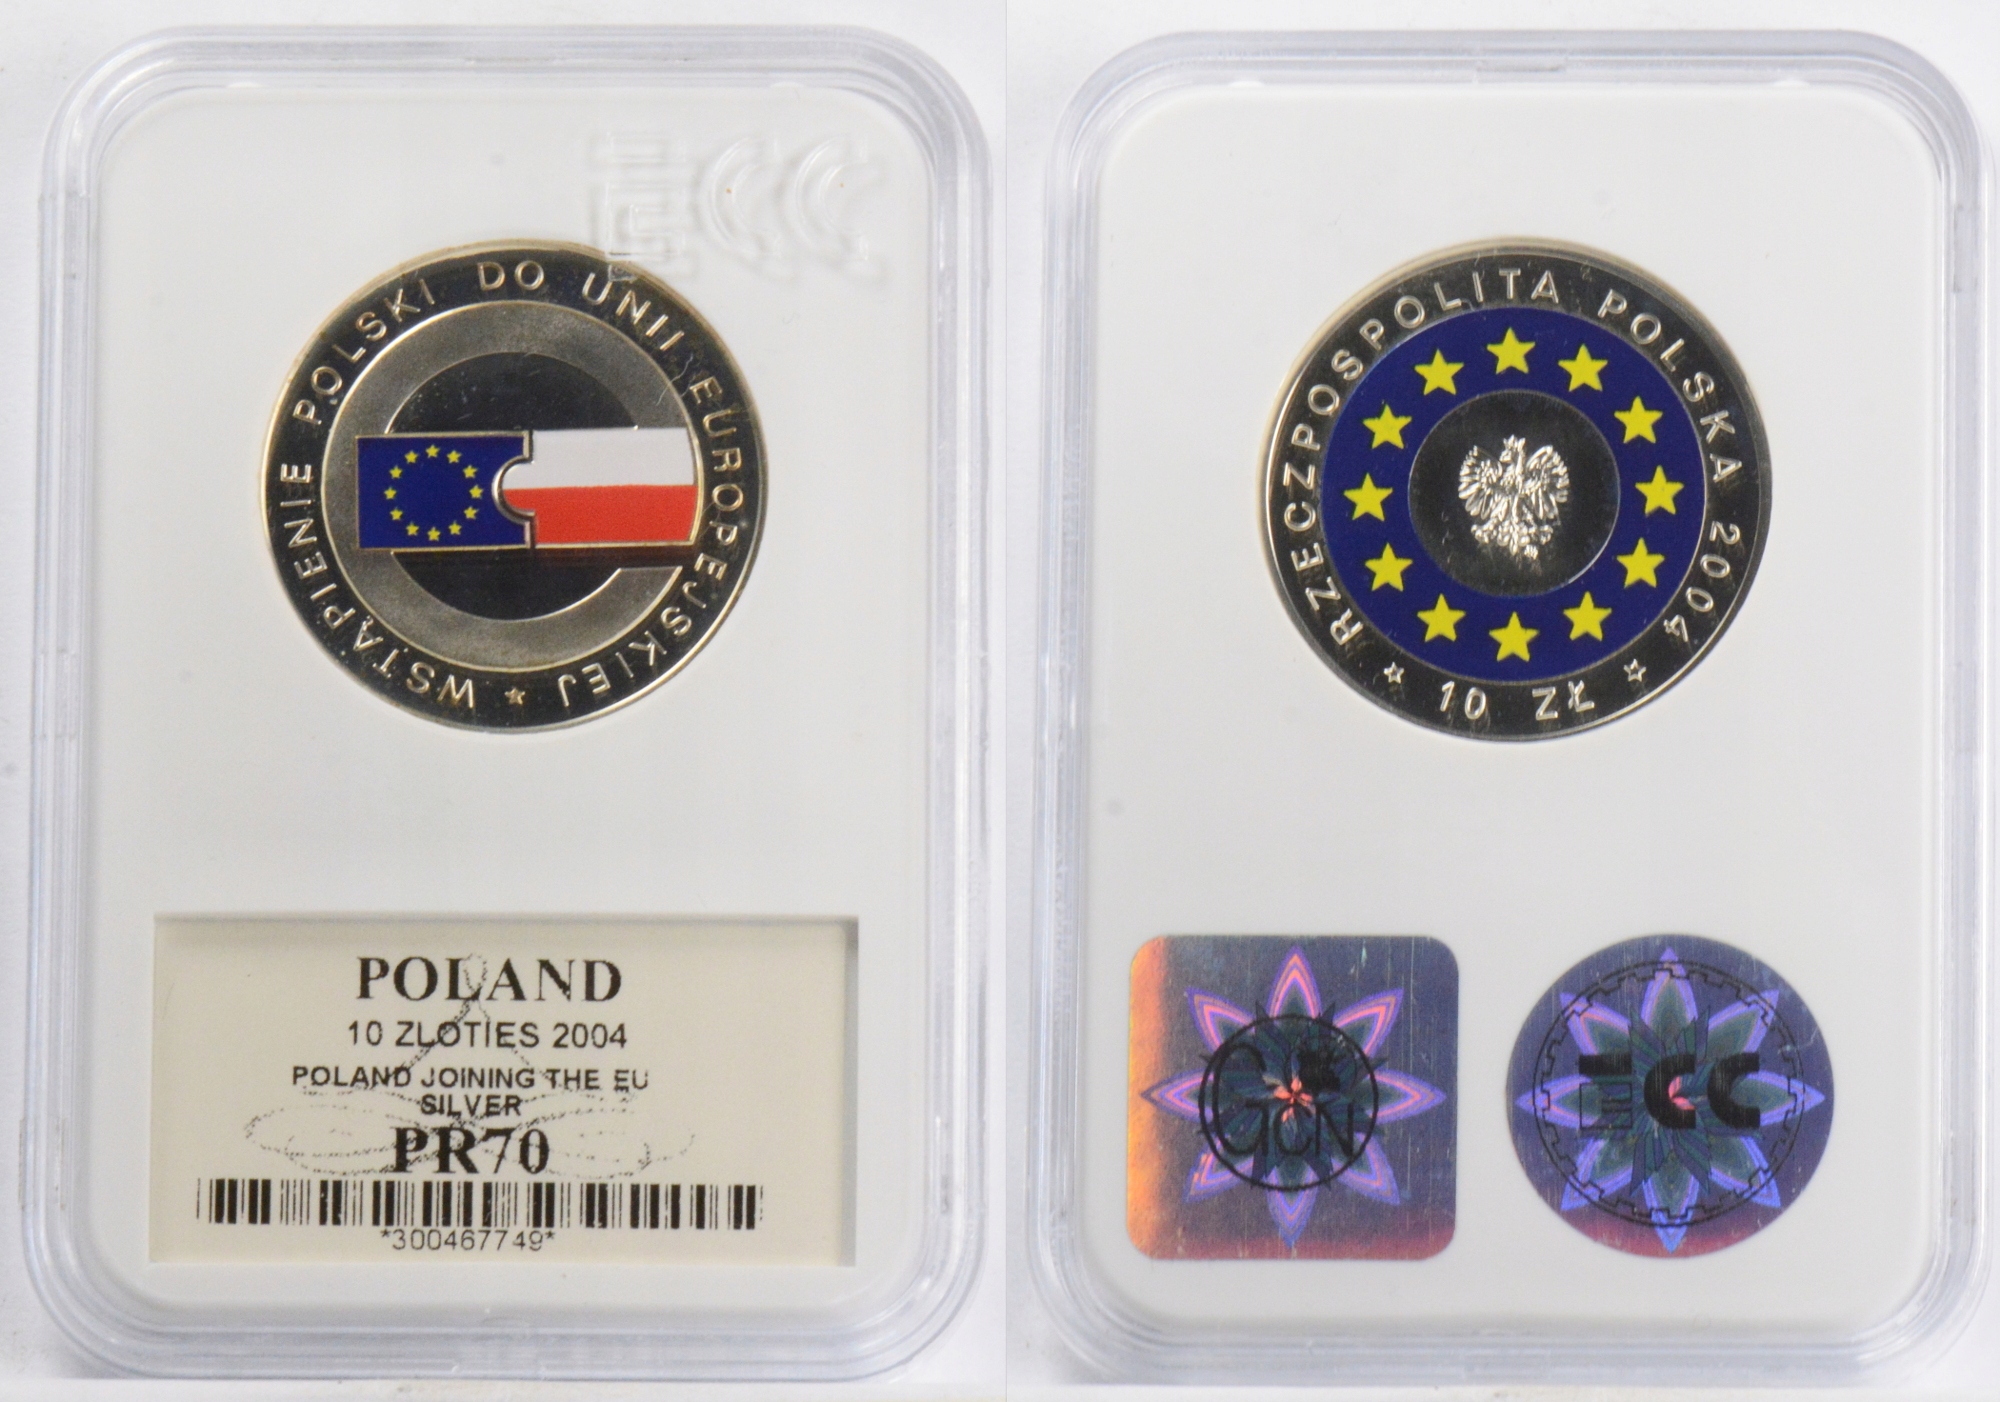 ECC
WSTĄPIENIE POLSKI DO UNII EUROPEJSKIEJ
POLAND
10 ZLOTIES 2004
POLAND JOINING THE EU
SILVER
PR70
*300467749*
RZECZPOSPOLITA POLSKA 2004
10 ZŁ
GCN
ECC